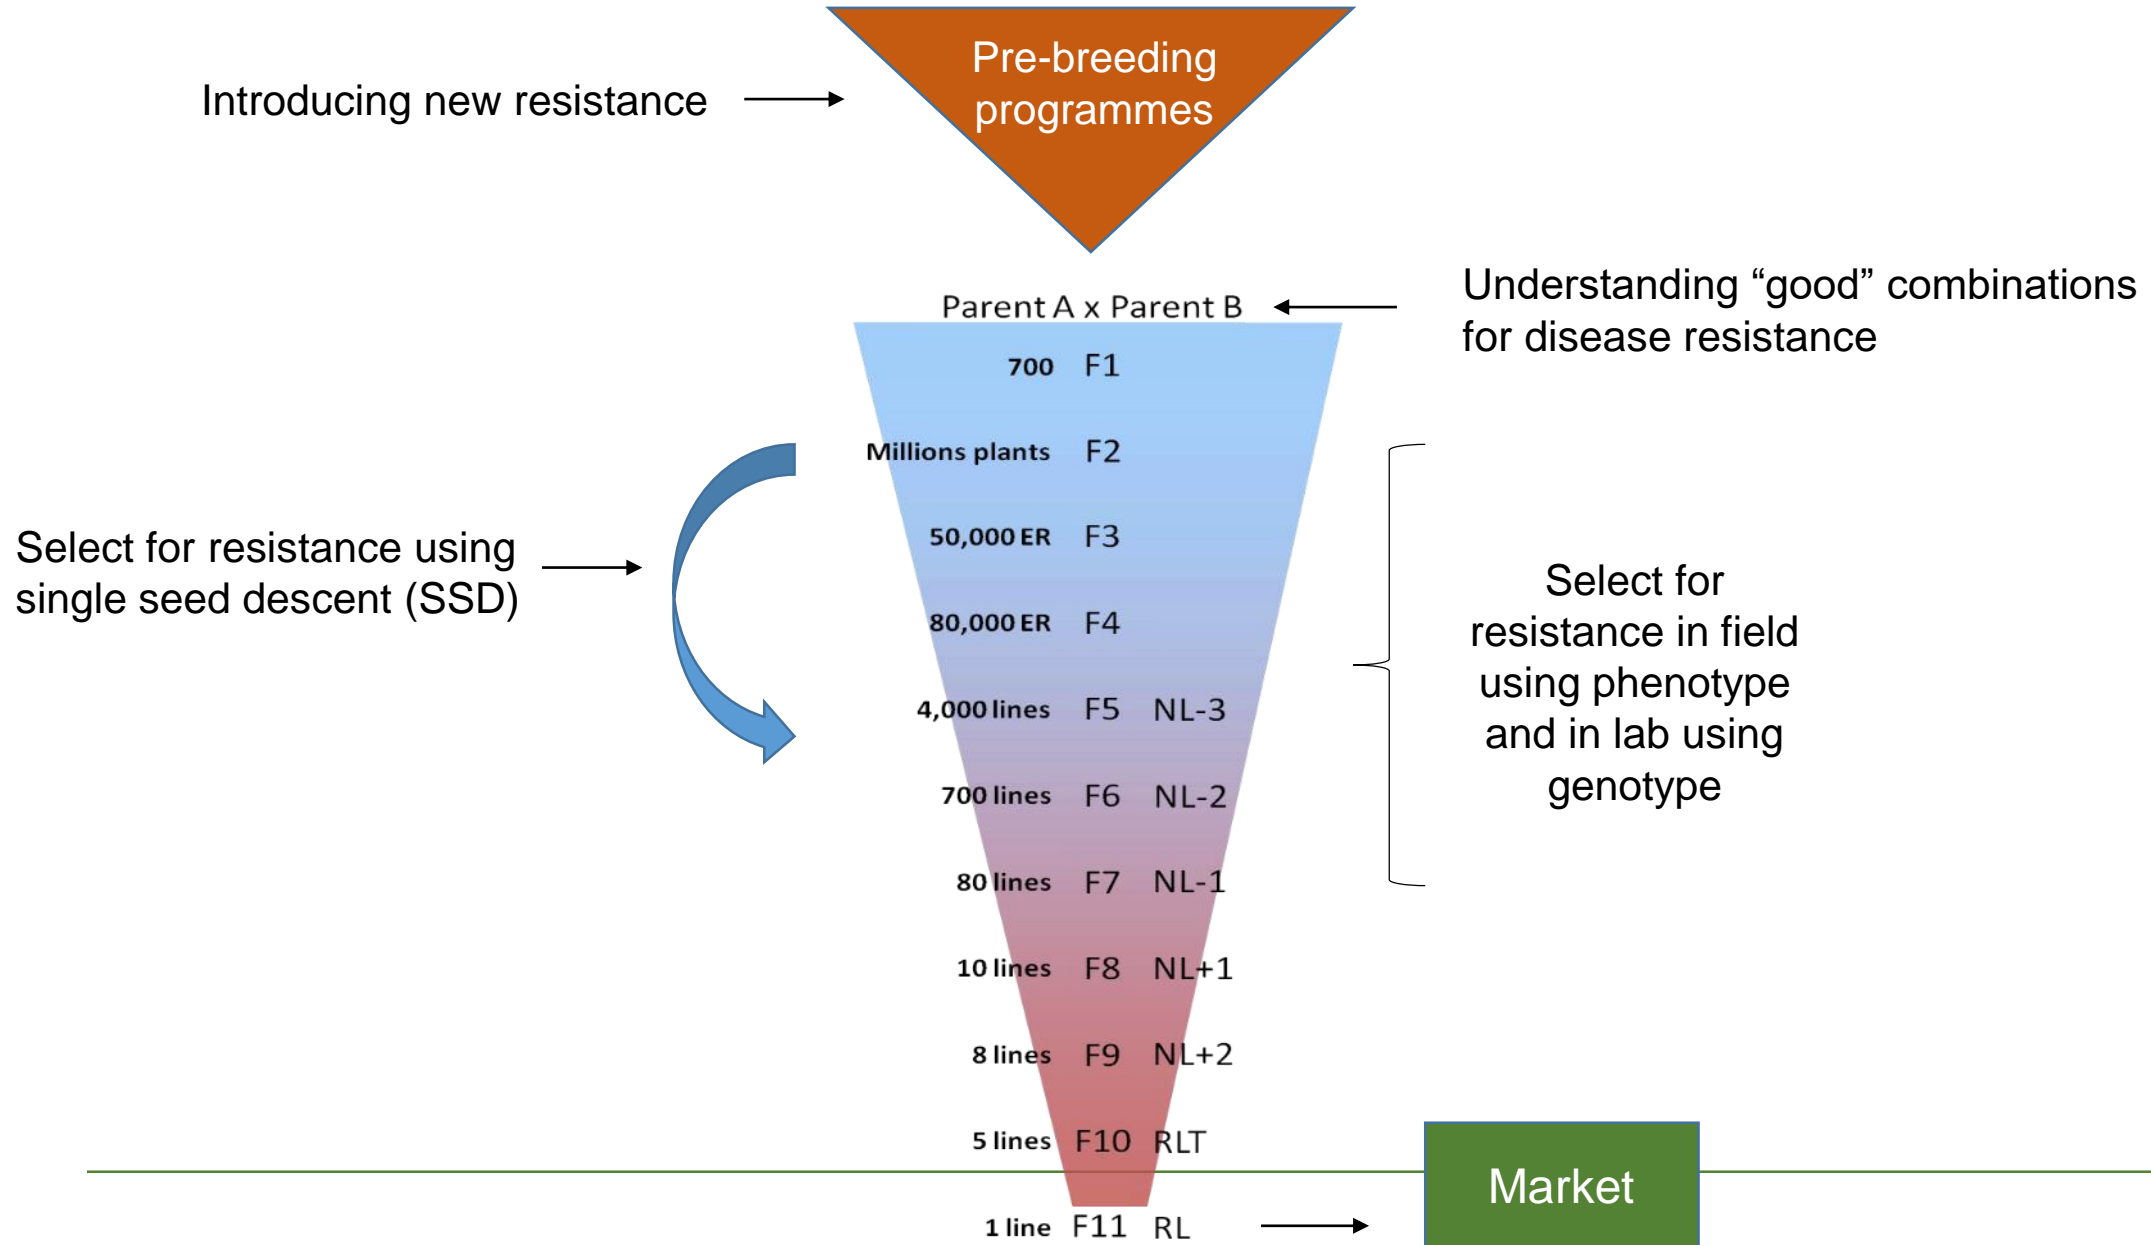 Pre-breeding
programmes
Introducing new resistance
Parent A x Parent B
Understanding “good” combinations
for disease resistance
700 F1
Millions plants F2
50,000 ER F3
80,000 ER F4
4,000 lines F5 NL-3
700 lines F6 NL-2
80 lines F7 NL-1
10 lines F8 NL+1
8 lines F9 NL+2
5 lines F10 RLT
1 line F11 RL
Select for resistance using
single seed descent (SSD)
Select for
resistance in field
using phenotype
and in lab using
genotype
Market